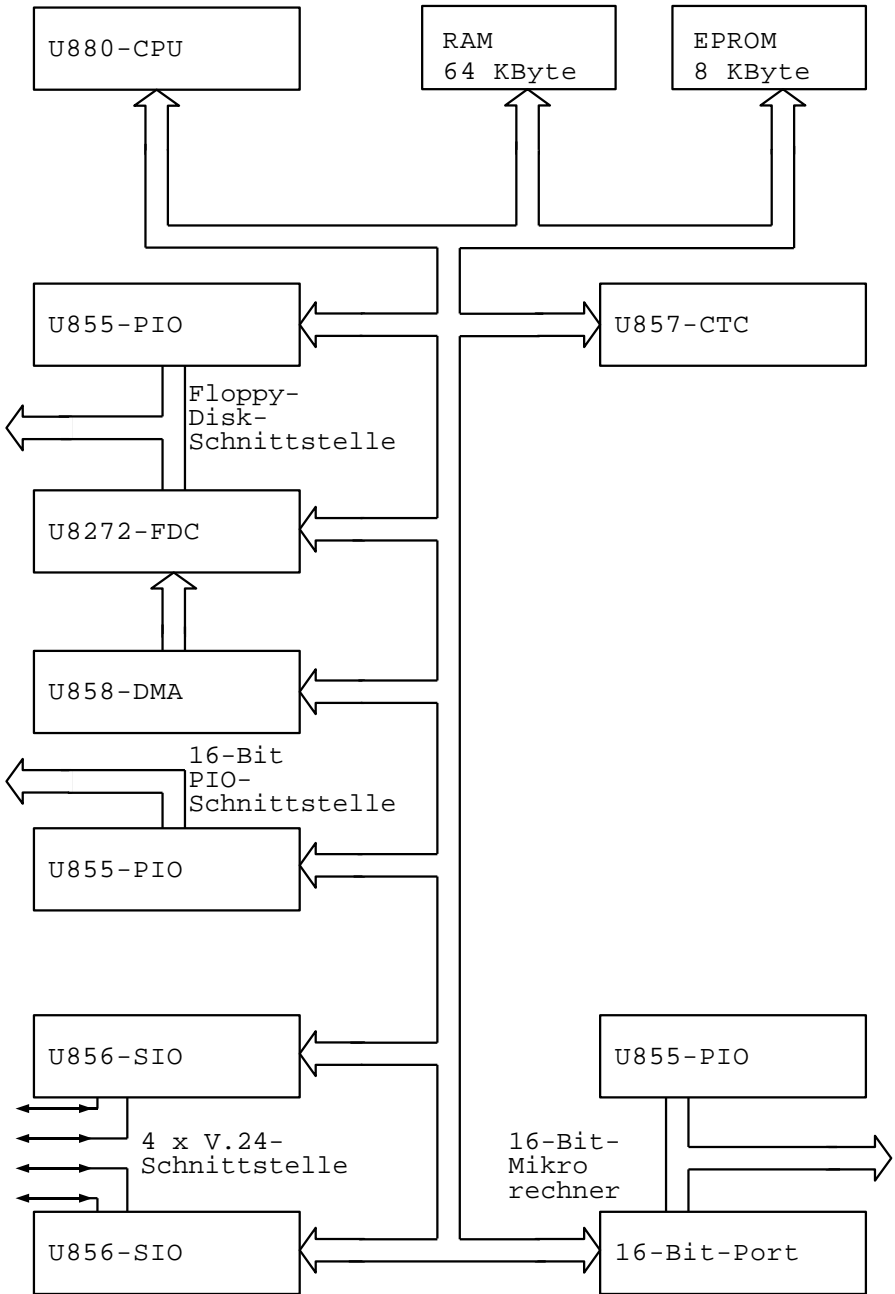 U880-CPU
RAM
64 KByte
EPROM
8 KByte
U855-PIO
U857-CTC
Floppy-
Disk-
Schnittstelle
U8272-FDC
U858-DMA
16-Bit
PIO-
Schnittstelle
U855-PIO
U856-SIO
U855-PIO
4 x V.24-
Schnittstelle
16-Bit-
Mikro
rechner
U856-SIO
16-Bit-Port